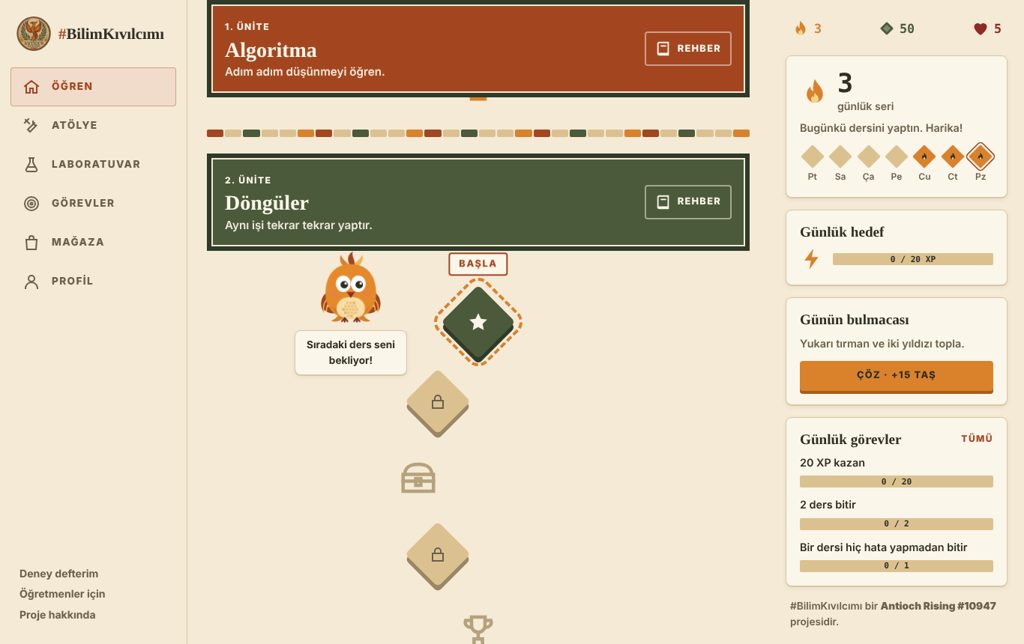 #BilimKıvılcımı
ÖĞREN
ATÖLYE
LABORATUVAR
GÖREVLER
MAĞAZA
PROFİL
Deney defterim
Öğretmenler için
Proje hakkında
1. ÜNİTE
Algoritma
Adım adım düşünmeyi öğren.
REHBER
2. ÜNİTE
Döngüler
Aynı işi tekrar tekrar yaptır.
REHBER
BAŞLA
Sıradaki ders seni
bekliyor!
3
50
5
3
günlük seri
Bugünkü dersini yaptın. Harika!
Pt Sa Ça Pe Cu Ct Pz
Günlük hedef
0 / 20 XP
Günün bulmacası
Yukarı tırman ve iki yıldızı topla.
ÇÖZ · +15 TAŞ
Günlük görevler
TÜMÜ
20 XP kazan
0 / 20
2 ders bitir
0 / 2
Bir dersi hiç hata yapmadan bitir
0 / 1
#BilimKıvılcımı bir Antioch Rising #10947
projesidir.